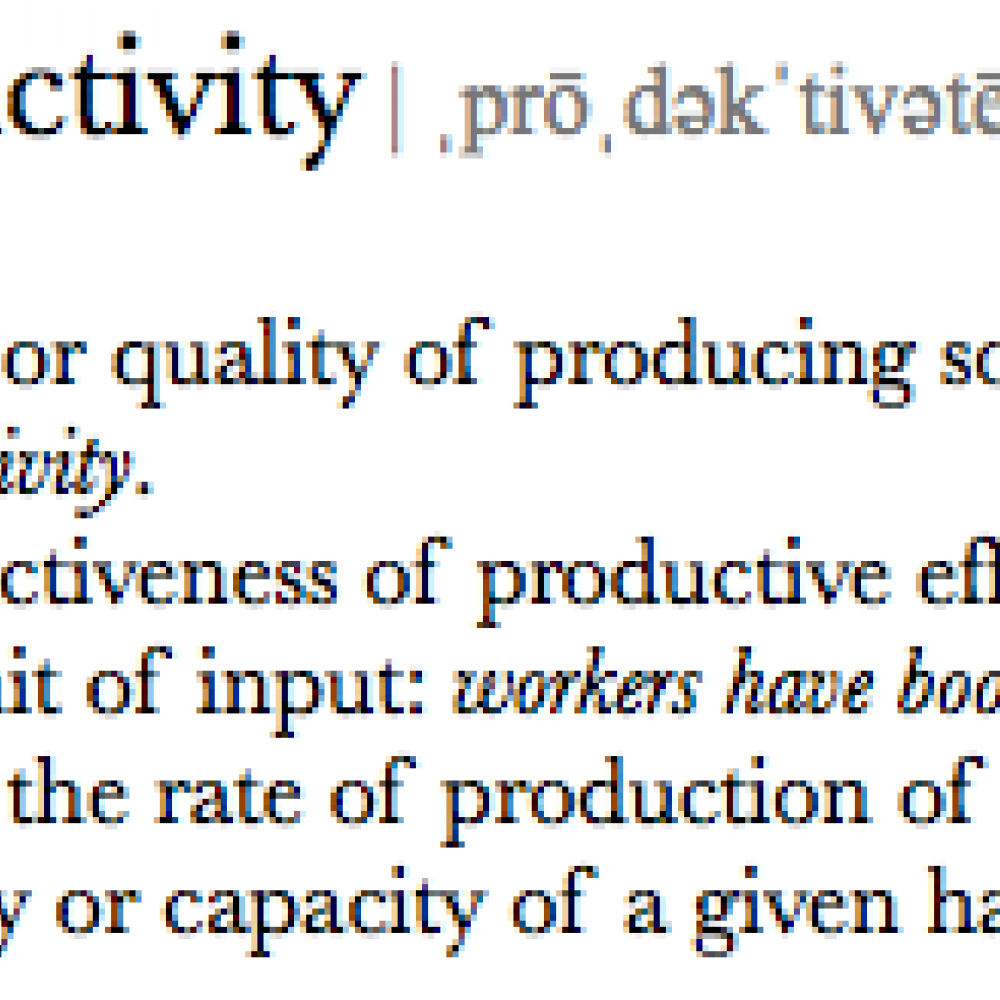 ctivity | ˌprōˌdəkˈtivətē
or quality of producing so
ivity.
ctiveness of productive eff
it of input: workers have boo
the rate of production of
y or capacity of a given ha